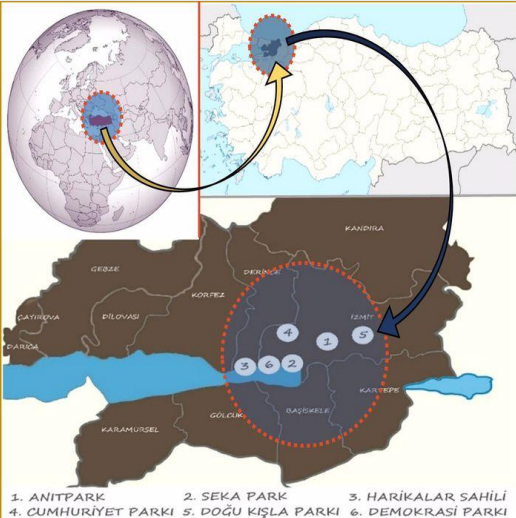 KANDIRA
GEBZE
DERİNCE
KÖRFEZ
ÇAYIROVA
DİLOVASI
İZMİT
4
1
5
DARICA
3 6 2
KARTEPE
GÖLCÜK
BAŞİSKELE
KARAMÜRSEL
1. ANITPARK 2. SEKA PARK 3. HARİKALAR SAHİLİ
4. CUMHURİYET PARKI 5. DOĞU KIŞLA PARKI 6. DEMOKRASİ PARKI